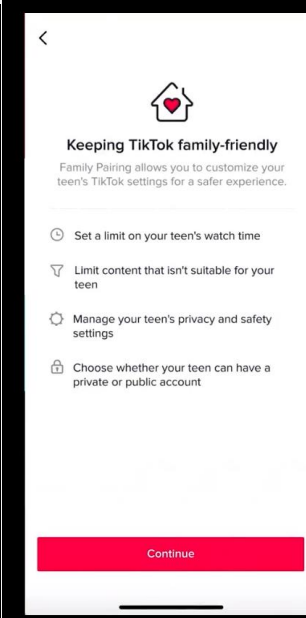 Keeping TikTok family-friendly
Family Pairing allows you to customize your
teen's TikTok settings for a safer experience.
Set a limit on your teen's watch time
Limit content that isn't suitable for your
teen
Manage your teen's privacy and safety
settings
Choose whether your teen can have a
private or public account
Continue